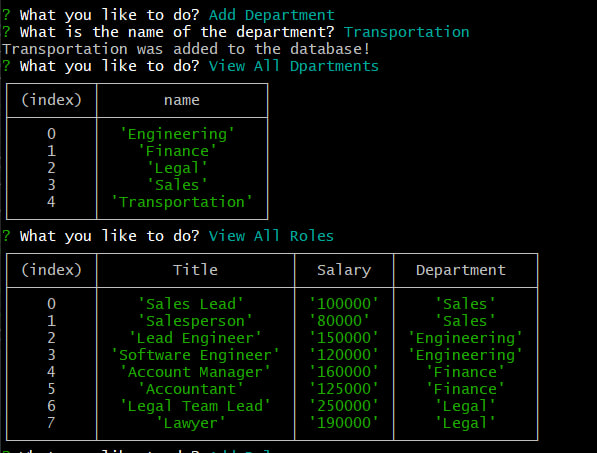 ? What you like to do? Add Department
? What is the name of the department? Transportation
Transportation was added to the database!
? What you like to do? View All Dpartments
(index) name
0 'Engineering'
1 'Finance'
2 'Legal'
3 'Sales'
4 'Transportation'
? What you like to do? View All Roles
(index) Title Salary Department
0 'Sales Lead' '100000' 'Sales'
1 'Salesperson' '80000' 'Sales'
2 'Lead Engineer' '150000' 'Engineering'
3 'Software Engineer' '120000' 'Engineering'
4 'Account Manager' '160000' 'Finance'
5 'Accountant' '125000' 'Finance'
6 'Legal Team Lead' '250000' 'Legal'
7 'Lawyer' '190000' 'Legal'